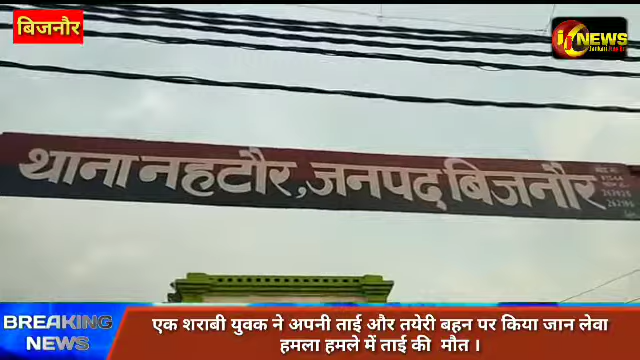 बिजनौर
NEWS
थाना नहटौर, जनपद बिजनौर
BREAKING
NEWS
एक शराबी युवक ने अपनी ताई और तयेरी बहन पर किया जान लेवा
हमला हमले में ताई की मौत ।